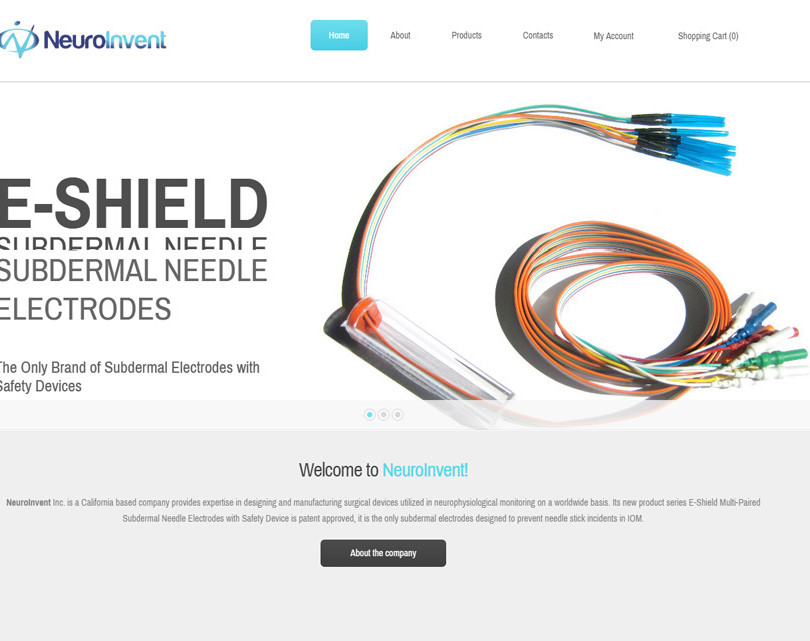 NeuroInvent
Home
About
Products
Contacts
My Account
Shopping Cart (0)
E-SHIELD
SUBDERMAL NEEDLE
SUBDERMAL NEEDLE
ELECTRODES
The Only Brand of Subdermal Electrodes with
Safety Devices
Welcome to NeuroInvent!
NeuroInvent Inc. is a California based company provides expertise in designing and manufacturing surgical devices utilized in neurophysiological monitoring on a worldwide basis. Its new product series E-Shield Multi-Paired
Subdermal Needle Electrodes with Safety Device is patent approved, it is the only subdermal electrodes designed to prevent needle stick incidents in IOM.
About the company